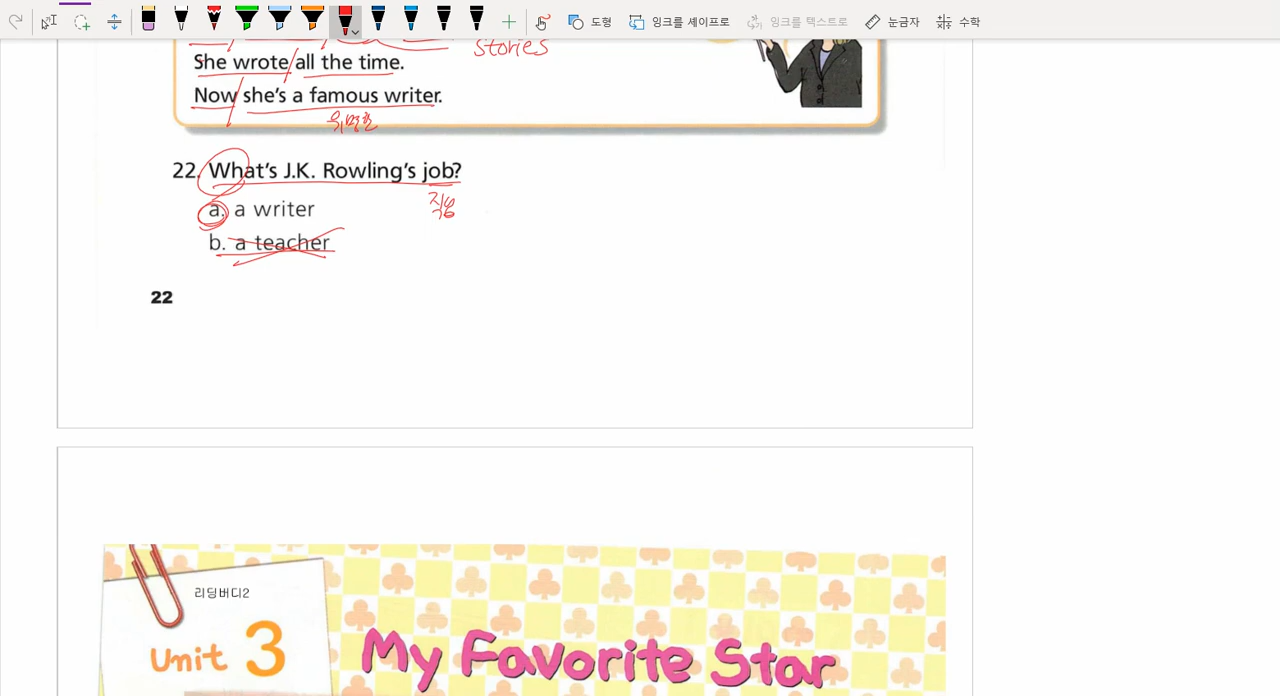 도형
잉크를 셰이프로
잉크를 텍스트로
눈금자
수학
stories
She wrote all the time.
Now she's a famous writer.
유명한
22. What's J.K. Rowling's job?
직업
a. a writer
b. a teacher
22
리딩버디2
Unit 3
My Favorite Star